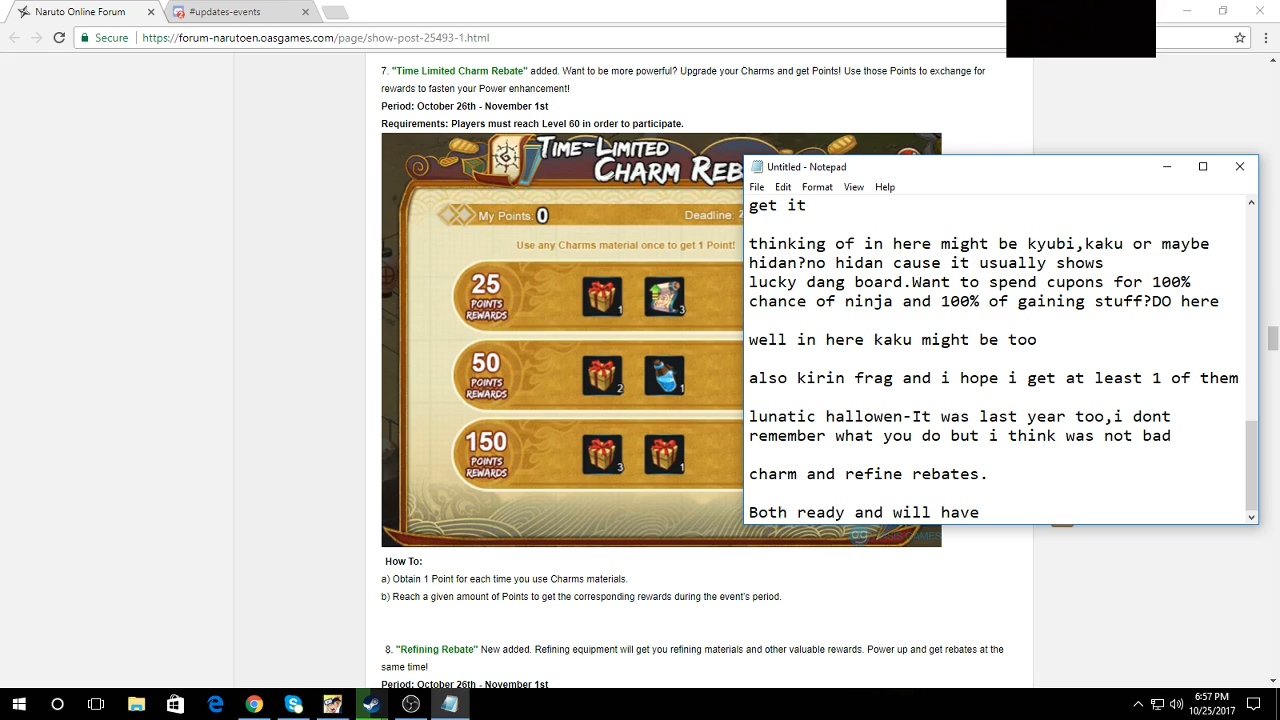 Naruto Online Forum
#updates-events
Secure
https://forum-narutoen.oasgames.com/page/show-post-25493-1.html
7. "Time Limited Charm Rebate" added. Want to be more powerful? Upgrade your Charms and get Points! Use those Points to exchange for
rewards to fasten your Power enhancement!
Period: October 26th - November 1st
Requirements: Players must reach Level 60 in order to participate.
TIME-LIMITED
CHARM REB
My Points: 0
Deadline: 2
Use any Charms material once to get 1 Point!
25
POINTS
REWARDS
1
3
50
POINTS
REWARDS
2
1
150
POINTS
REWARDS
3
1
GAMES
Untitled - Notepad
File Edit Format View Help
get it
thinking of in here might be kyubi,kaku or maybe
hidan?no hidan cause it usually shows
lucky dang board.Want to spend cupons for 100%
chance of ninja and 100% of gaining stuff?DO here
well in here kaku might be too
also kirin frag and i hope i get at least 1 of them
lunatic hallowen-It was last year too,i dont
remember what you do but i think was not bad
charm and refine rebates.
Both ready and will have
How To:
a) Obtain 1 Point for each time you use Charms materials.
b) Reach a given amount of Points to get the corresponding rewards during the event's period.
8. "Refining Rebate" New added. Refining equipment will get you refining materials and other valuable rewards. Power up and get rebates at the
same time!
Period: October 26th - November 1st
6:57 PM
10/25/2017